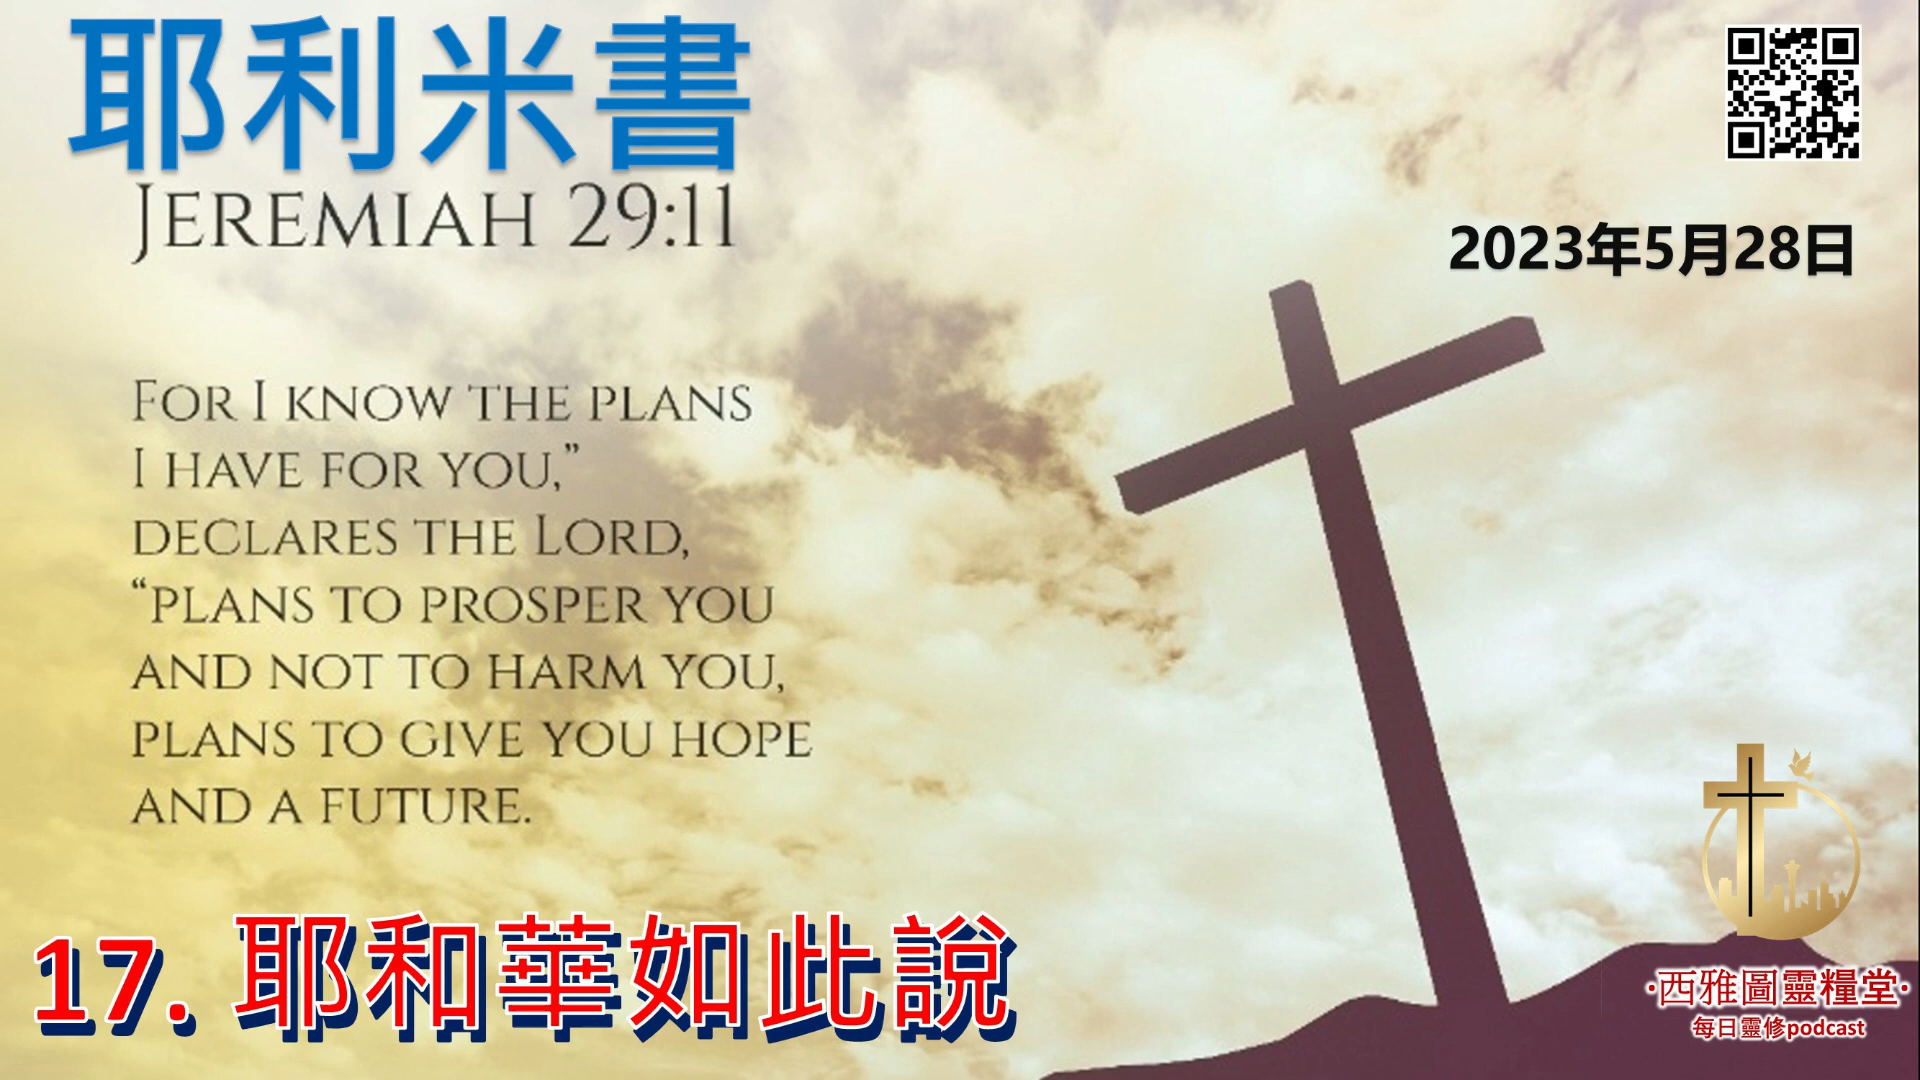 耶利米書
JEREMIAH 29:11
2023年5月28日
FOR I KNOW THE PLANS
I HAVE FOR YOU,”
DECLARES THE LORD,
“PLANS TO PROSPER YOU
AND NOT TO HARM YOU,
PLANS TO GIVE YOU HOPE
AND A FUTURE.
17. 耶和華如此說
·西雅圖靈糧堂·
每日靈修podcast